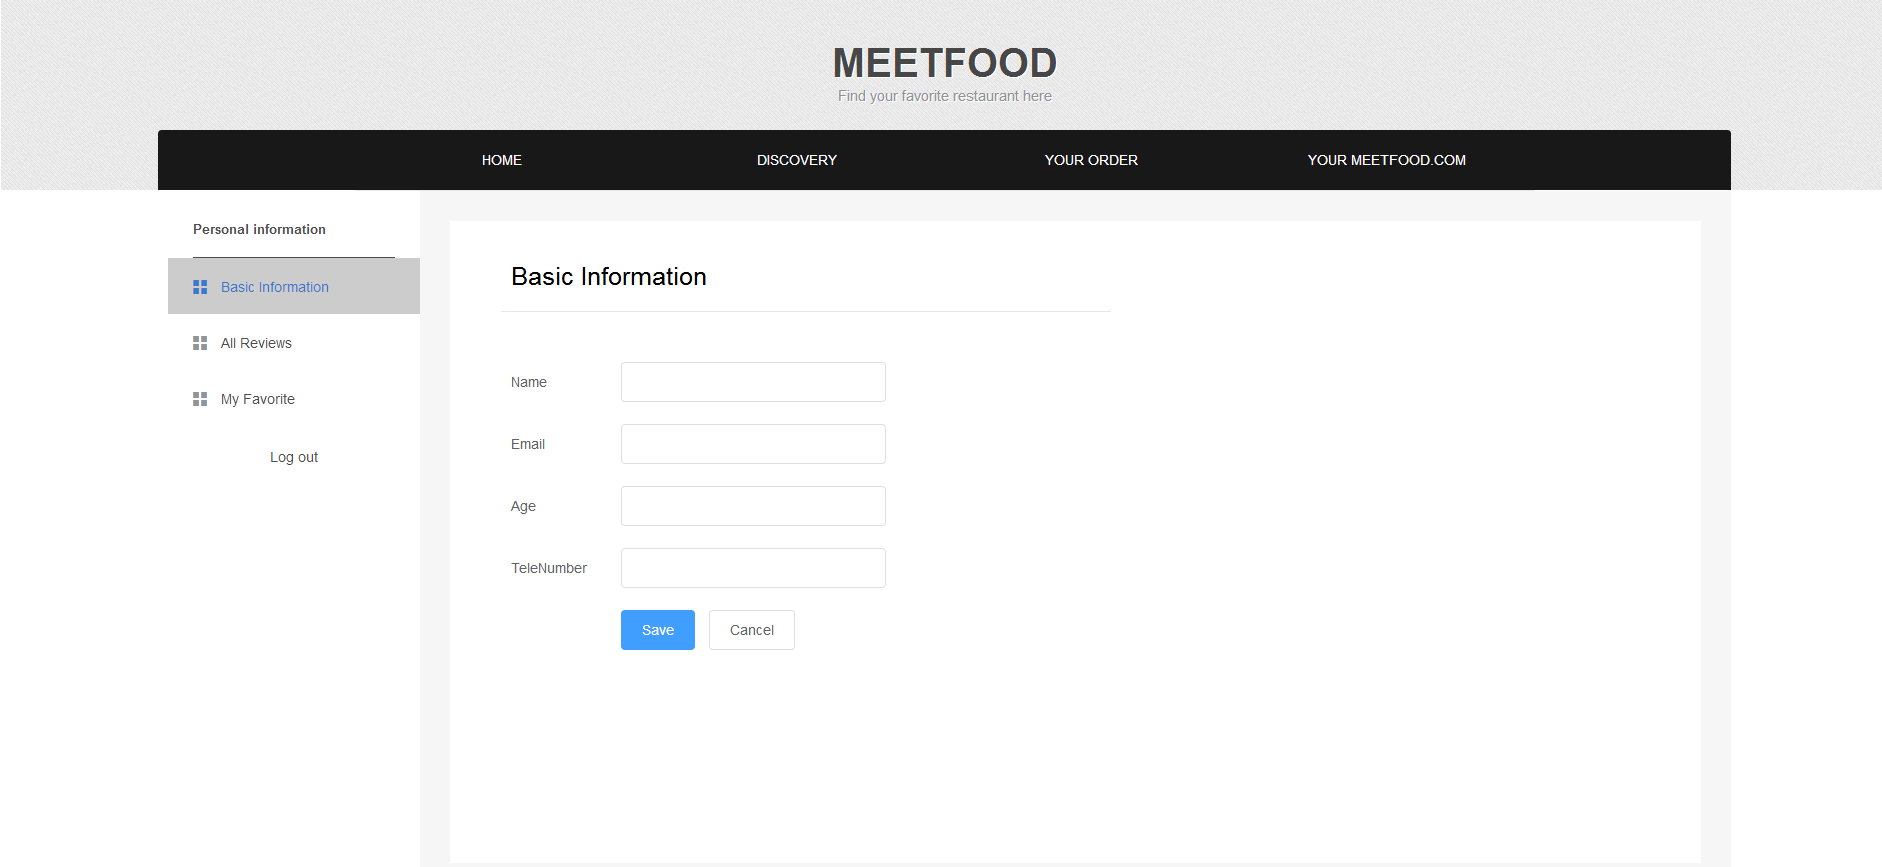 MEETFOOD
Find your favorite restaurant here
HOME DISCOVERY YOUR ORDER YOUR MEETFOOD.COM
Personal information
Basic Information
All Reviews
My Favorite
Log out
Basic Information
Name
Email
Age
TeleNumber
Save Cancel